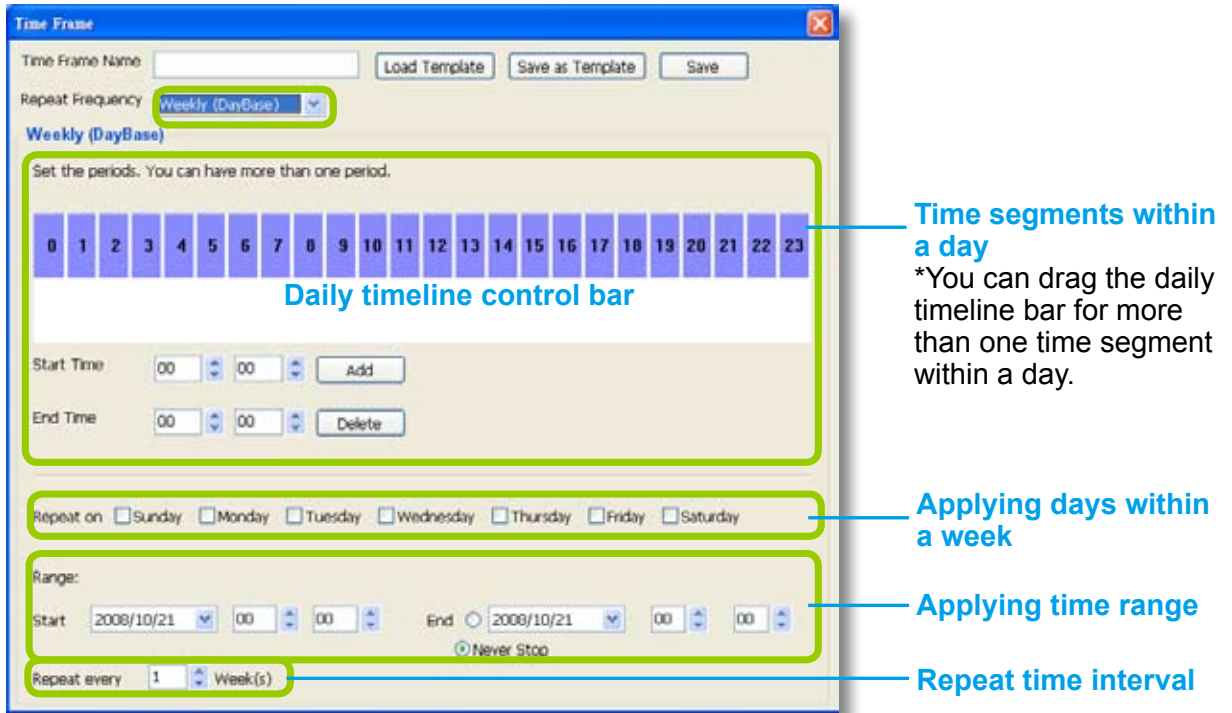 Time Frame
Time Frame Name Load Template Save as Template Save
Repeat Frequency Weekly (DayBase)
Weekly (DayBase)
Set the periods. You can have more than one period.
0 1 2 3 4 5 6 7 8 9 10 11 12 13 14 15 16 17 18 19 20 21 22 23
Daily timeline control bar
Start Time 00 00 Add
End Time 00 00 Delete
Time segments within
a day
*You can drag the daily
timeline bar for more
than one time segment
within a day.
Repeat on Sunday Monday Tuesday Wednesday Thursday Friday Saturday
Applying days within
a week
Range:
Start 2008/10/21 00 00 End 2008/10/21 00 00
Never Stop
Applying time range
Repeat every 1 Week(s)
Repeat time interval